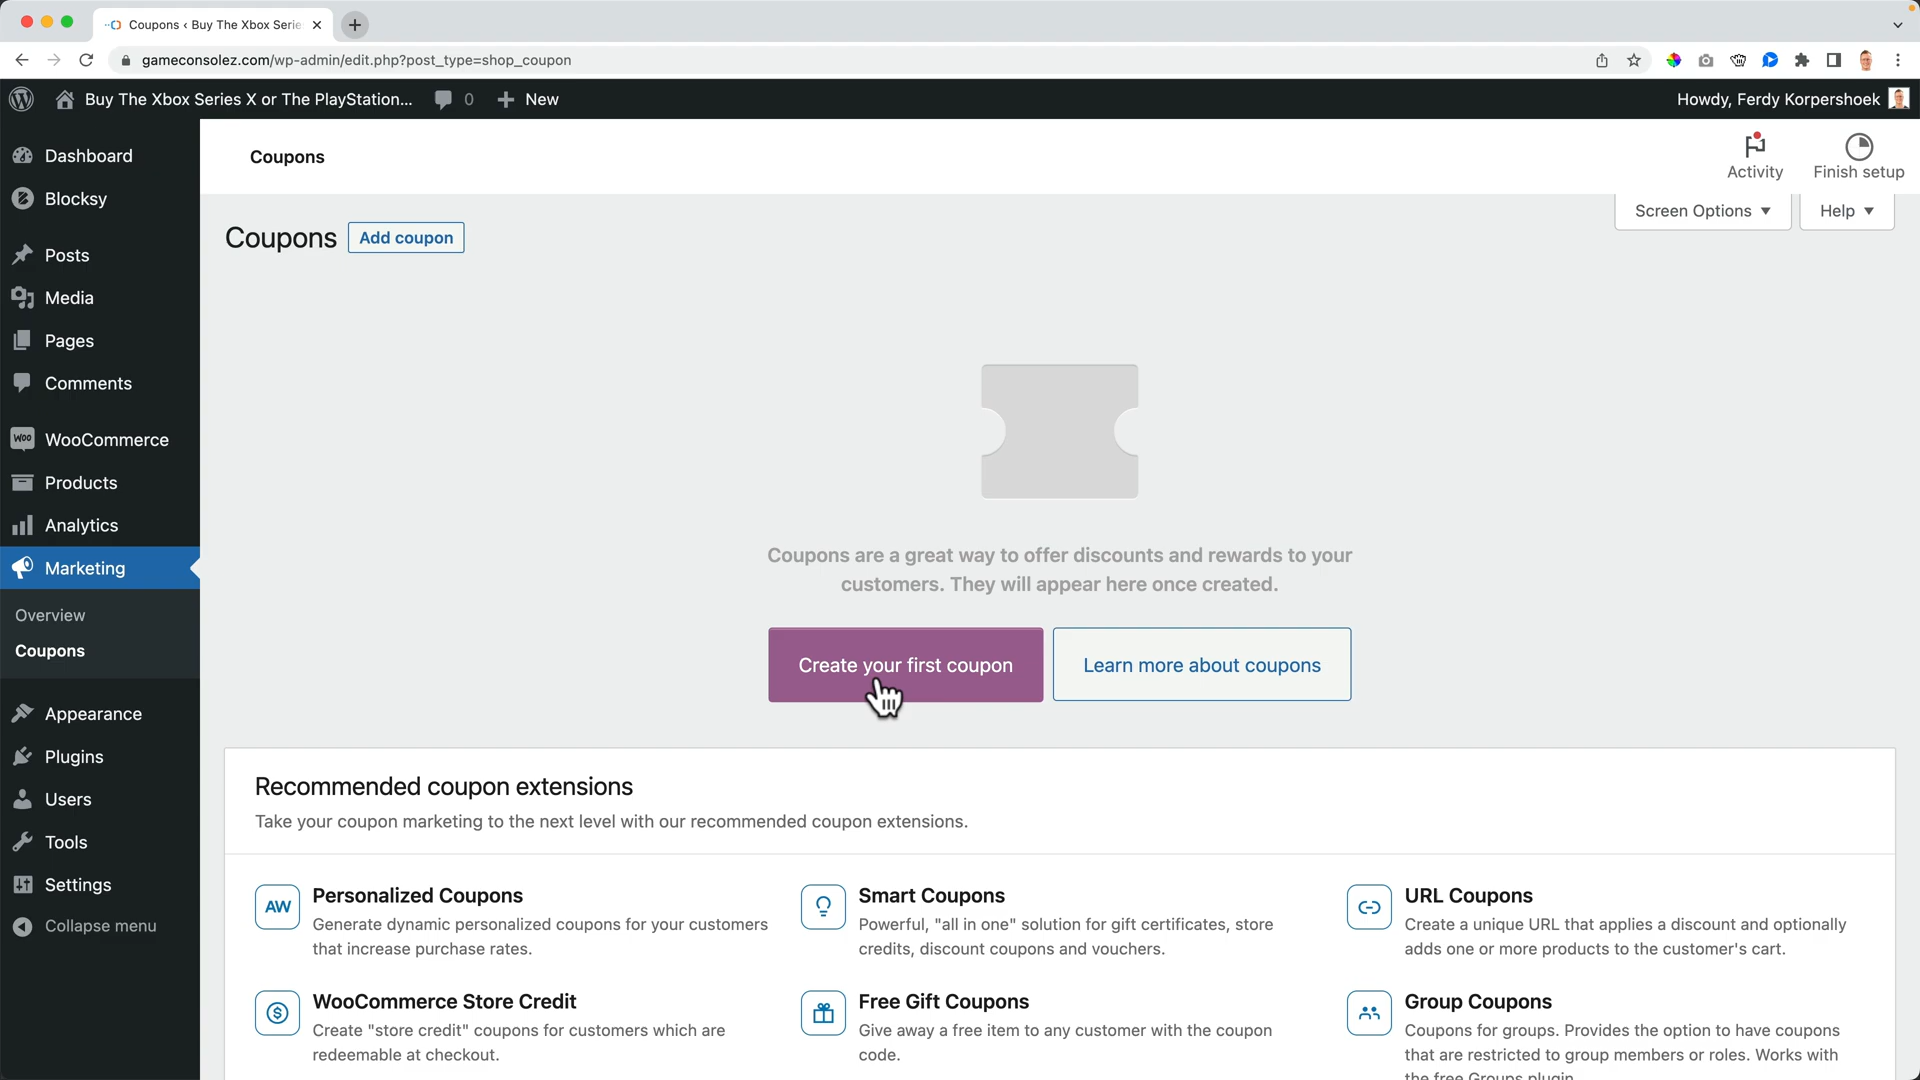 Coupons ‹ Buy The Xbox Serie
gameconsolez.com/wp-admin/edit.php?post_type=shop_coupon
Buy The Xbox Series X or The PlayStation...
0
New
Howdy, Ferdy Korpershoek
Dashboard
Blocksy
Posts
Media
Pages
Comments
Woo
WooCommerce
Products
Analytics
Marketing
Overview
Coupons
Appearance
Plugins
Users
Tools
Settings
Collapse menu
Coupons
Activity
Finish setup
Screen Options ▼
Help ▼
Coupons
Add coupon
Coupons are a great way to offer discounts and rewards to your
customers. They will appear here once created.
Create your first coupon
Learn more about coupons
Recommended coupon extensions
Take your coupon marketing to the next level with our recommended coupon extensions.
AW
Personalized Coupons
Generate dynamic personalized coupons for your customers
that increase purchase rates.
Smart Coupons
Powerful, "all in one" solution for gift certificates, store
credits, discount coupons and vouchers.
URL Coupons
Create a unique URL that applies a discount and optionally
adds one or more products to the customer's cart.
WooCommerce Store Credit
Create "store credit" coupons for customers which are
redeemable at checkout.
Free Gift Coupons
Give away a free item to any customer with the coupon
code.
Group Coupons
Coupons for groups. Provides the option to have coupons
that are restricted to group members or roles. Works with
the free Groups plugin.